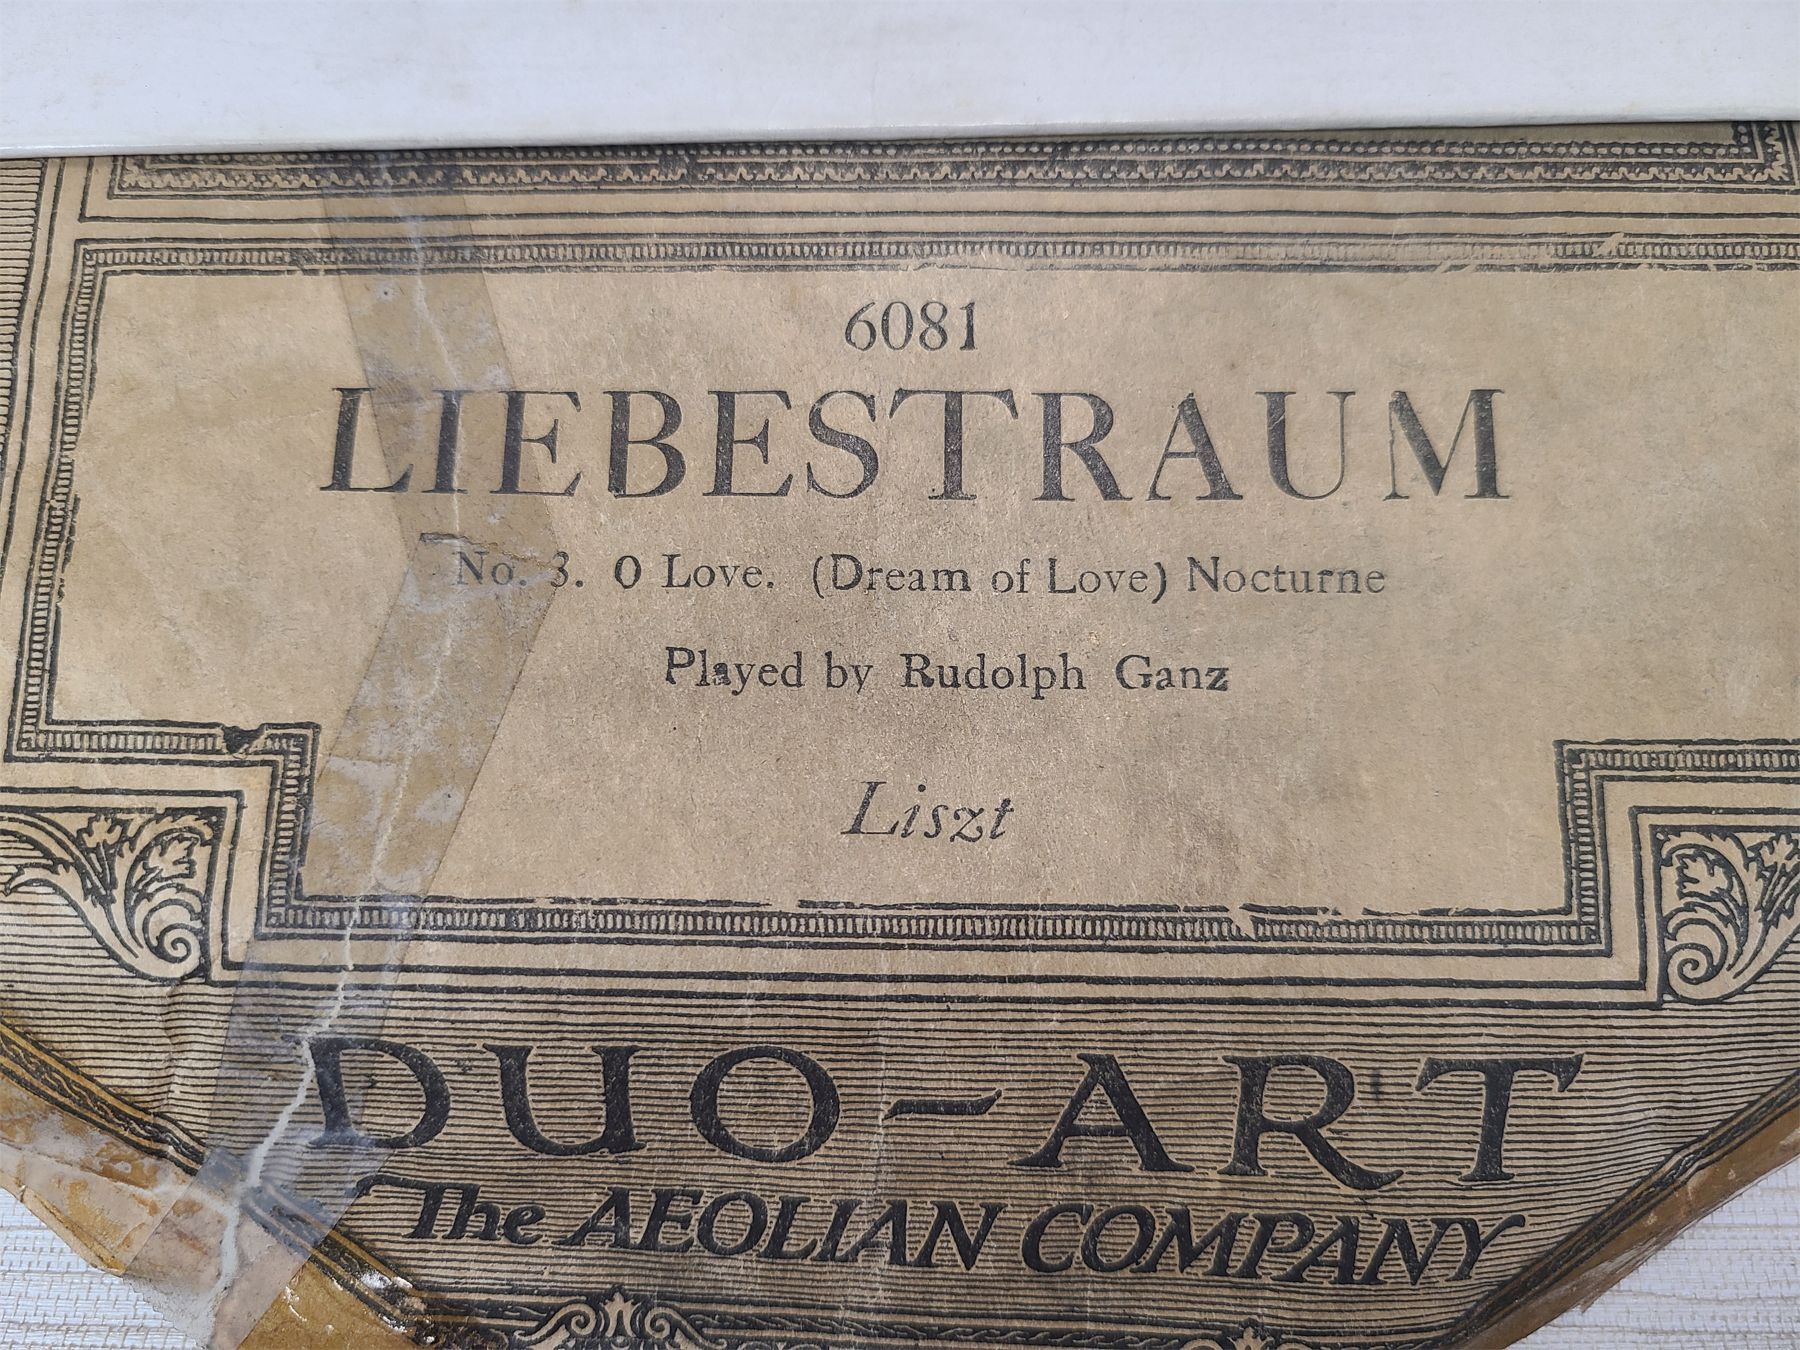 6081
LIEBESTRAUM
No. 3. O Love. (Dream of Love) Nocturne
Played by Rudolph Ganz
Liszt
DUO-ART
The AEOLIAN COMPANY